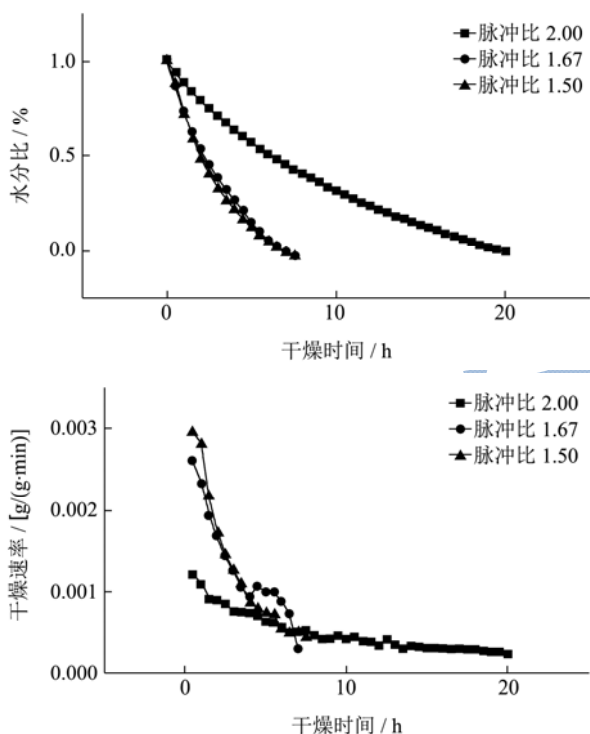 脉冲比 2.00
脉冲比 1.67
脉冲比 1.50
1.0
0.5
0.0
水分比 / %
0
10
20
干燥时间 / h
脉冲比 2.00
脉冲比 1.67
脉冲比 1.50
0.003
0.002
0.001
0.000
干燥速率 / [g/(g·min)]
0
10
20
干燥时间 / h